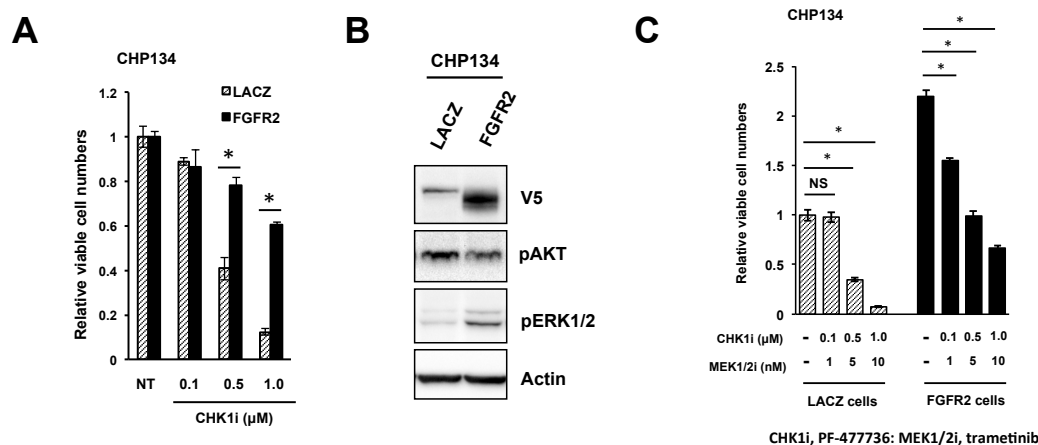 A
CHP134
LACZ
FGFR2
1.2
1
0.8
0.6
0.4
0.2
0
Relative viable cell numbers
*
*
NT
0.1
0.5
1.0
CHK1i (µM)
B
CHP134
LACZ
FGFR2
V5
pAKT
pERK1/2
Actin
C
CHP134
2.5
2
1.5
1
0.5
0
Relative viable cell numbers
*
*
NS
*
*
*
CHK1i (µM) - 0.1 0.5 1.0 - 0.1 0.5 1.0
MEK1/2i (nM) - 1 5 10 - 1 5 10
LACZ cells
FGFR2 cells
CHK1i, PF-477736: MEK1/2i, trametinib